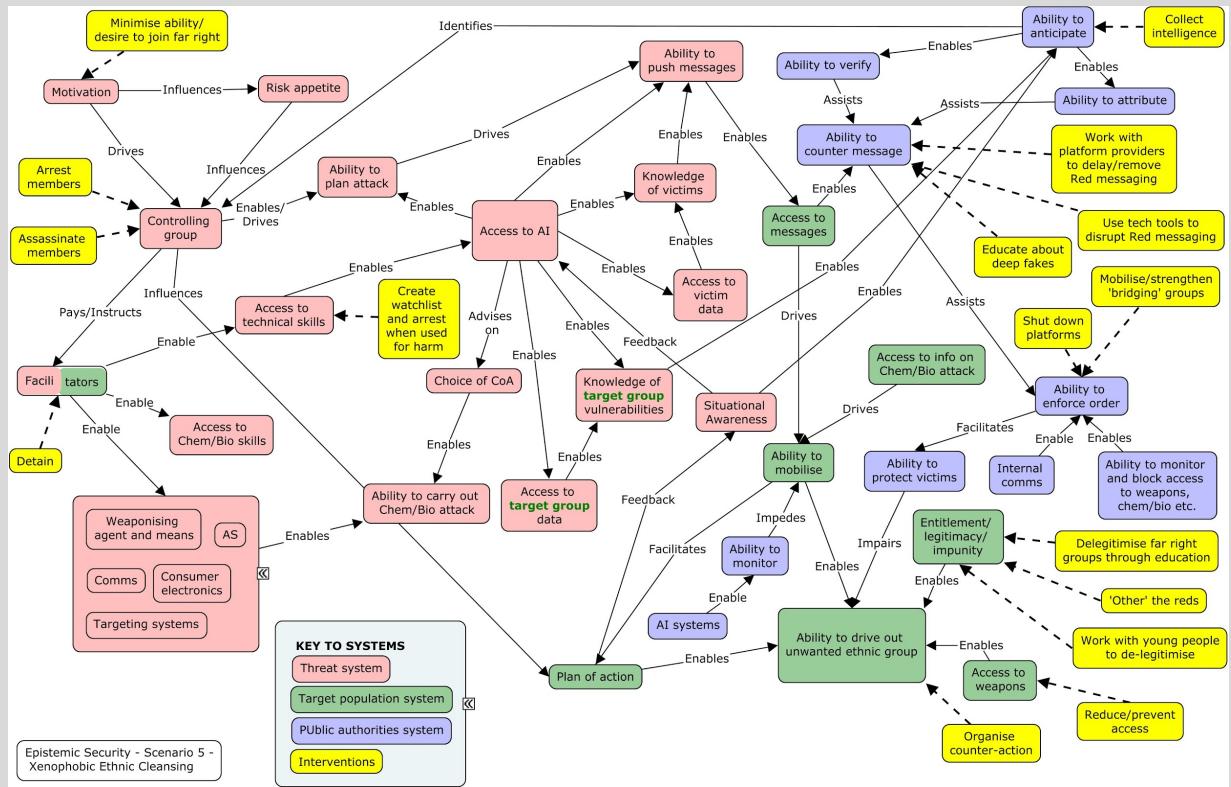 Minimise ability/
desire to join far right
Identifies
Ability to
anticipate
Collect
intelligence
Motivation
Influences
Risk appetite
Ability to
push messages
Ability to verify
Enables
Enables
Ability to attribute
Drives
Influences
Drives
Enables
Enables
Enables
Assists
Assists
Ability to
counter message
Work with
platform providers
to delay/remove
Red messaging
Arrest
members
Ability to
plan attack
Knowledge
of victims
Enables
Assassinate
members
Controlling
group
Enables/
Drives
Enables
Access to AI
Enables
Access to
messages
Use tech tools to
disrupt Red messaging
Educate about
deep fakes
Enables
Enables
Enables
Access to
victim
data
Enables
Enables
Mobilise/strengthen
'bridging' groups
Influences
Pays/Instructs
Access to
technical skills
Create
watchlist
and arrest
when used
for harm
Advises
on
Enables
Enables
Feedback
Drives
Assists
Shut down
platforms
Enable
Facili tators
Choice of CoA
Knowledge of
target group
vulnerabilities
Situational
Awareness
Access to info on
Chem/Bio attack
Ability to
enforce order
Enable
Enable
Access to
Chem/Bio skills
Detain
Enables
Enables
Drives
Facilitates
Enable
Enables
Ability to
mobilise
Ability to
protect victims
Internal
comms
Ability to monitor
and block access
to weapons,
chem/bio etc.
Weaponising
agent and means
AS
Comms
Consumer
electronics
Targeting systems
Enables
Ability to carry out
Chem/Bio attack
Access to
target group
data
Feedback
Impedes
Facilitates
Ability to
monitor
Enables
Impairs
Entitlement/
legitimacy/
impunity
Delegitimise far right
groups through education
Enable
AI systems
Enables
'Other' the reds
Ability to drive out
unwanted ethnic group
Work with young people
to de-legitimise
Plan of action
Enables
Enables
Access to
weapons
Reduce/prevent
access
Organise
counter-action
KEY TO SYSTEMS
Threat system
Target population system
PUblic authorities system
Interventions
Epistemic Security - Scenario 5 -
Xenophobic Ethnic Cleansing